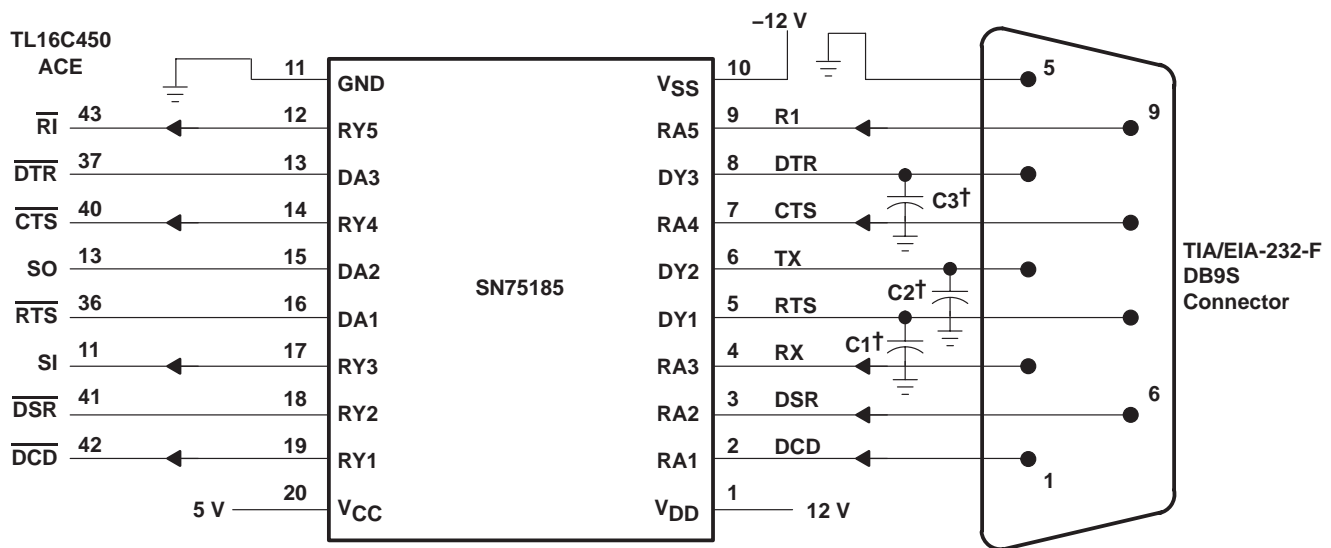 TL16C450
ACE
–12 V
11 GND VSS 10 5
RI 43 12 RY5 RA5 9 R1 9
DTR 37 13 DA3 DY3 8 DTR
C3†
CTS 40 14 RY4 RA4 7 CTS
SO 13 15 DA2 DY2 6 TX
SN75185
TIA/EIA-232-F
DB9S
Connector
C2†
RTS 36 16 DA1 DY1 5 RTS
C1†
SI 11 17 RY3 RA3 4 RX
DSR 41 18 RY2 RA2 3 DSR 6
DCD 42 19 RY1 RA1 2 DCD 1
5 V 20 VCC VDD 1 12 V